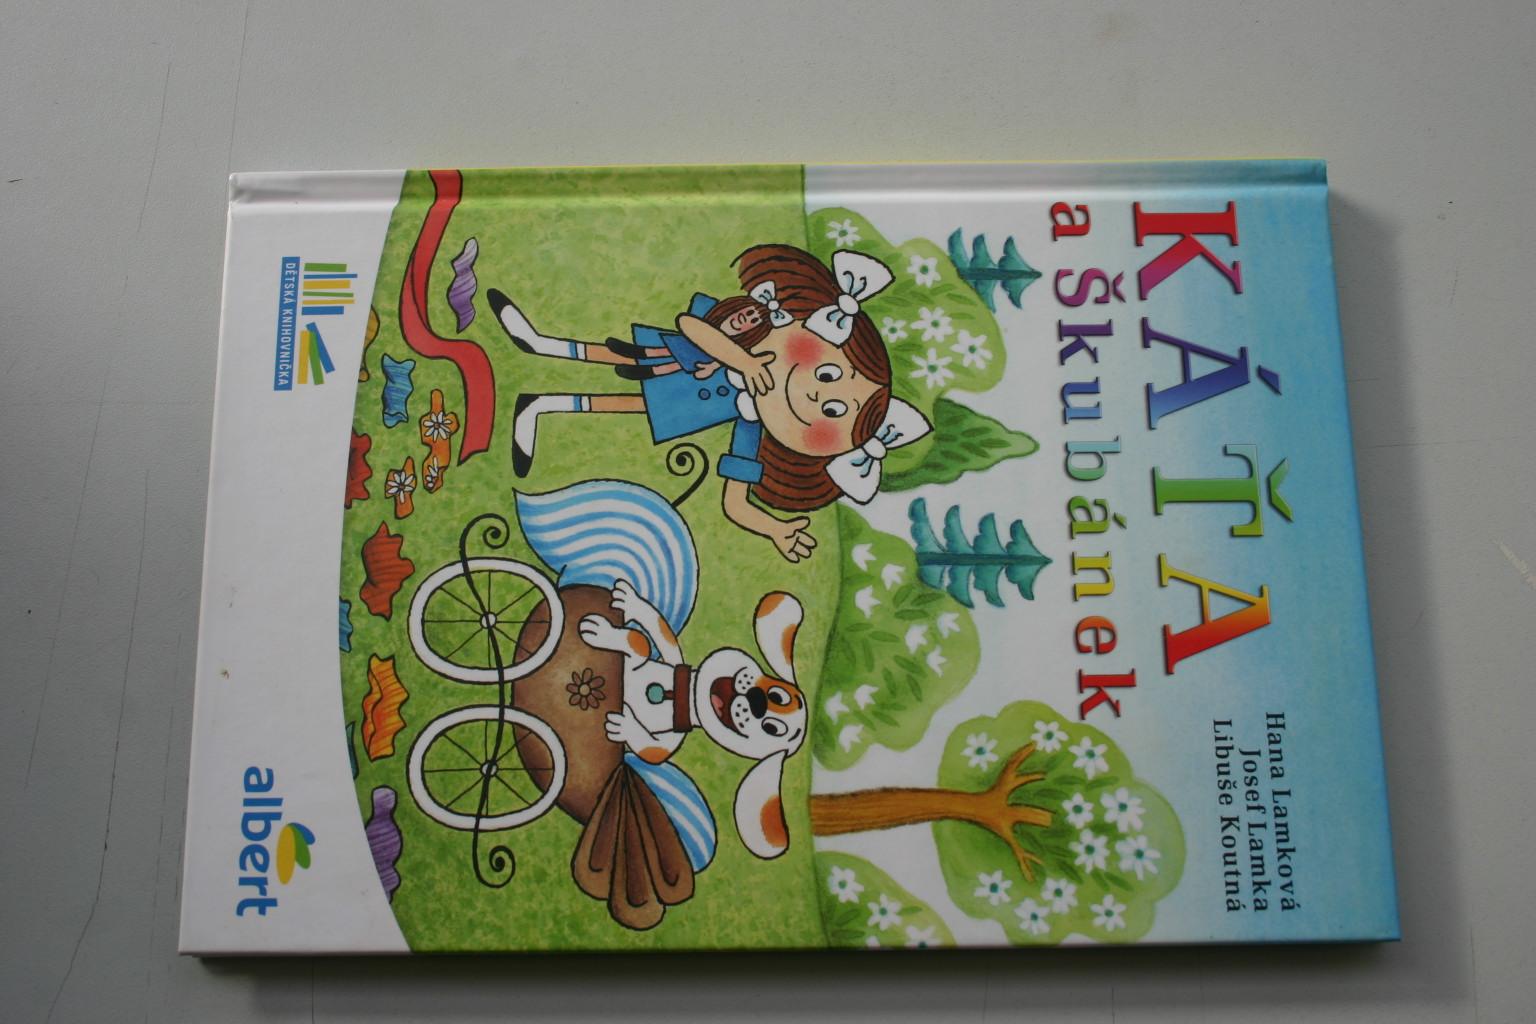 Hana Lamková
Josef Lamka
Libuše Koutná
KÁŤA
a Škubánek
DĚTSKÁ KNIHOVNIČKA
albert